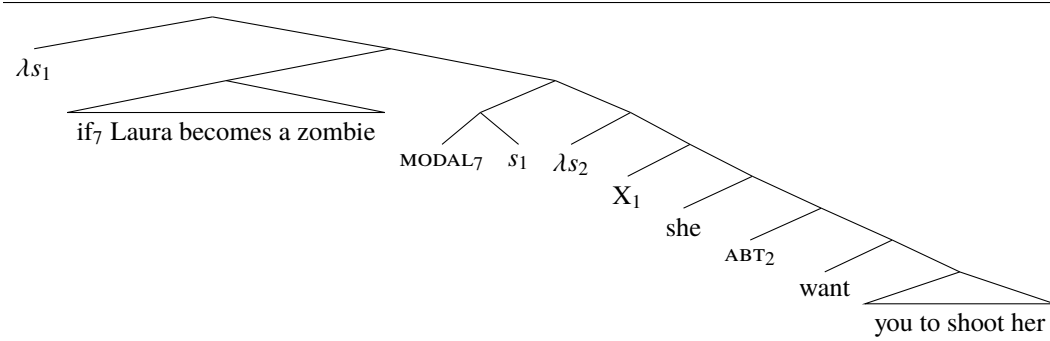 λs₁
if₇ Laura becomes a zombie
MODAL₇ s₁ λs₂
X₁
she
ABT₂
want
you to shoot her